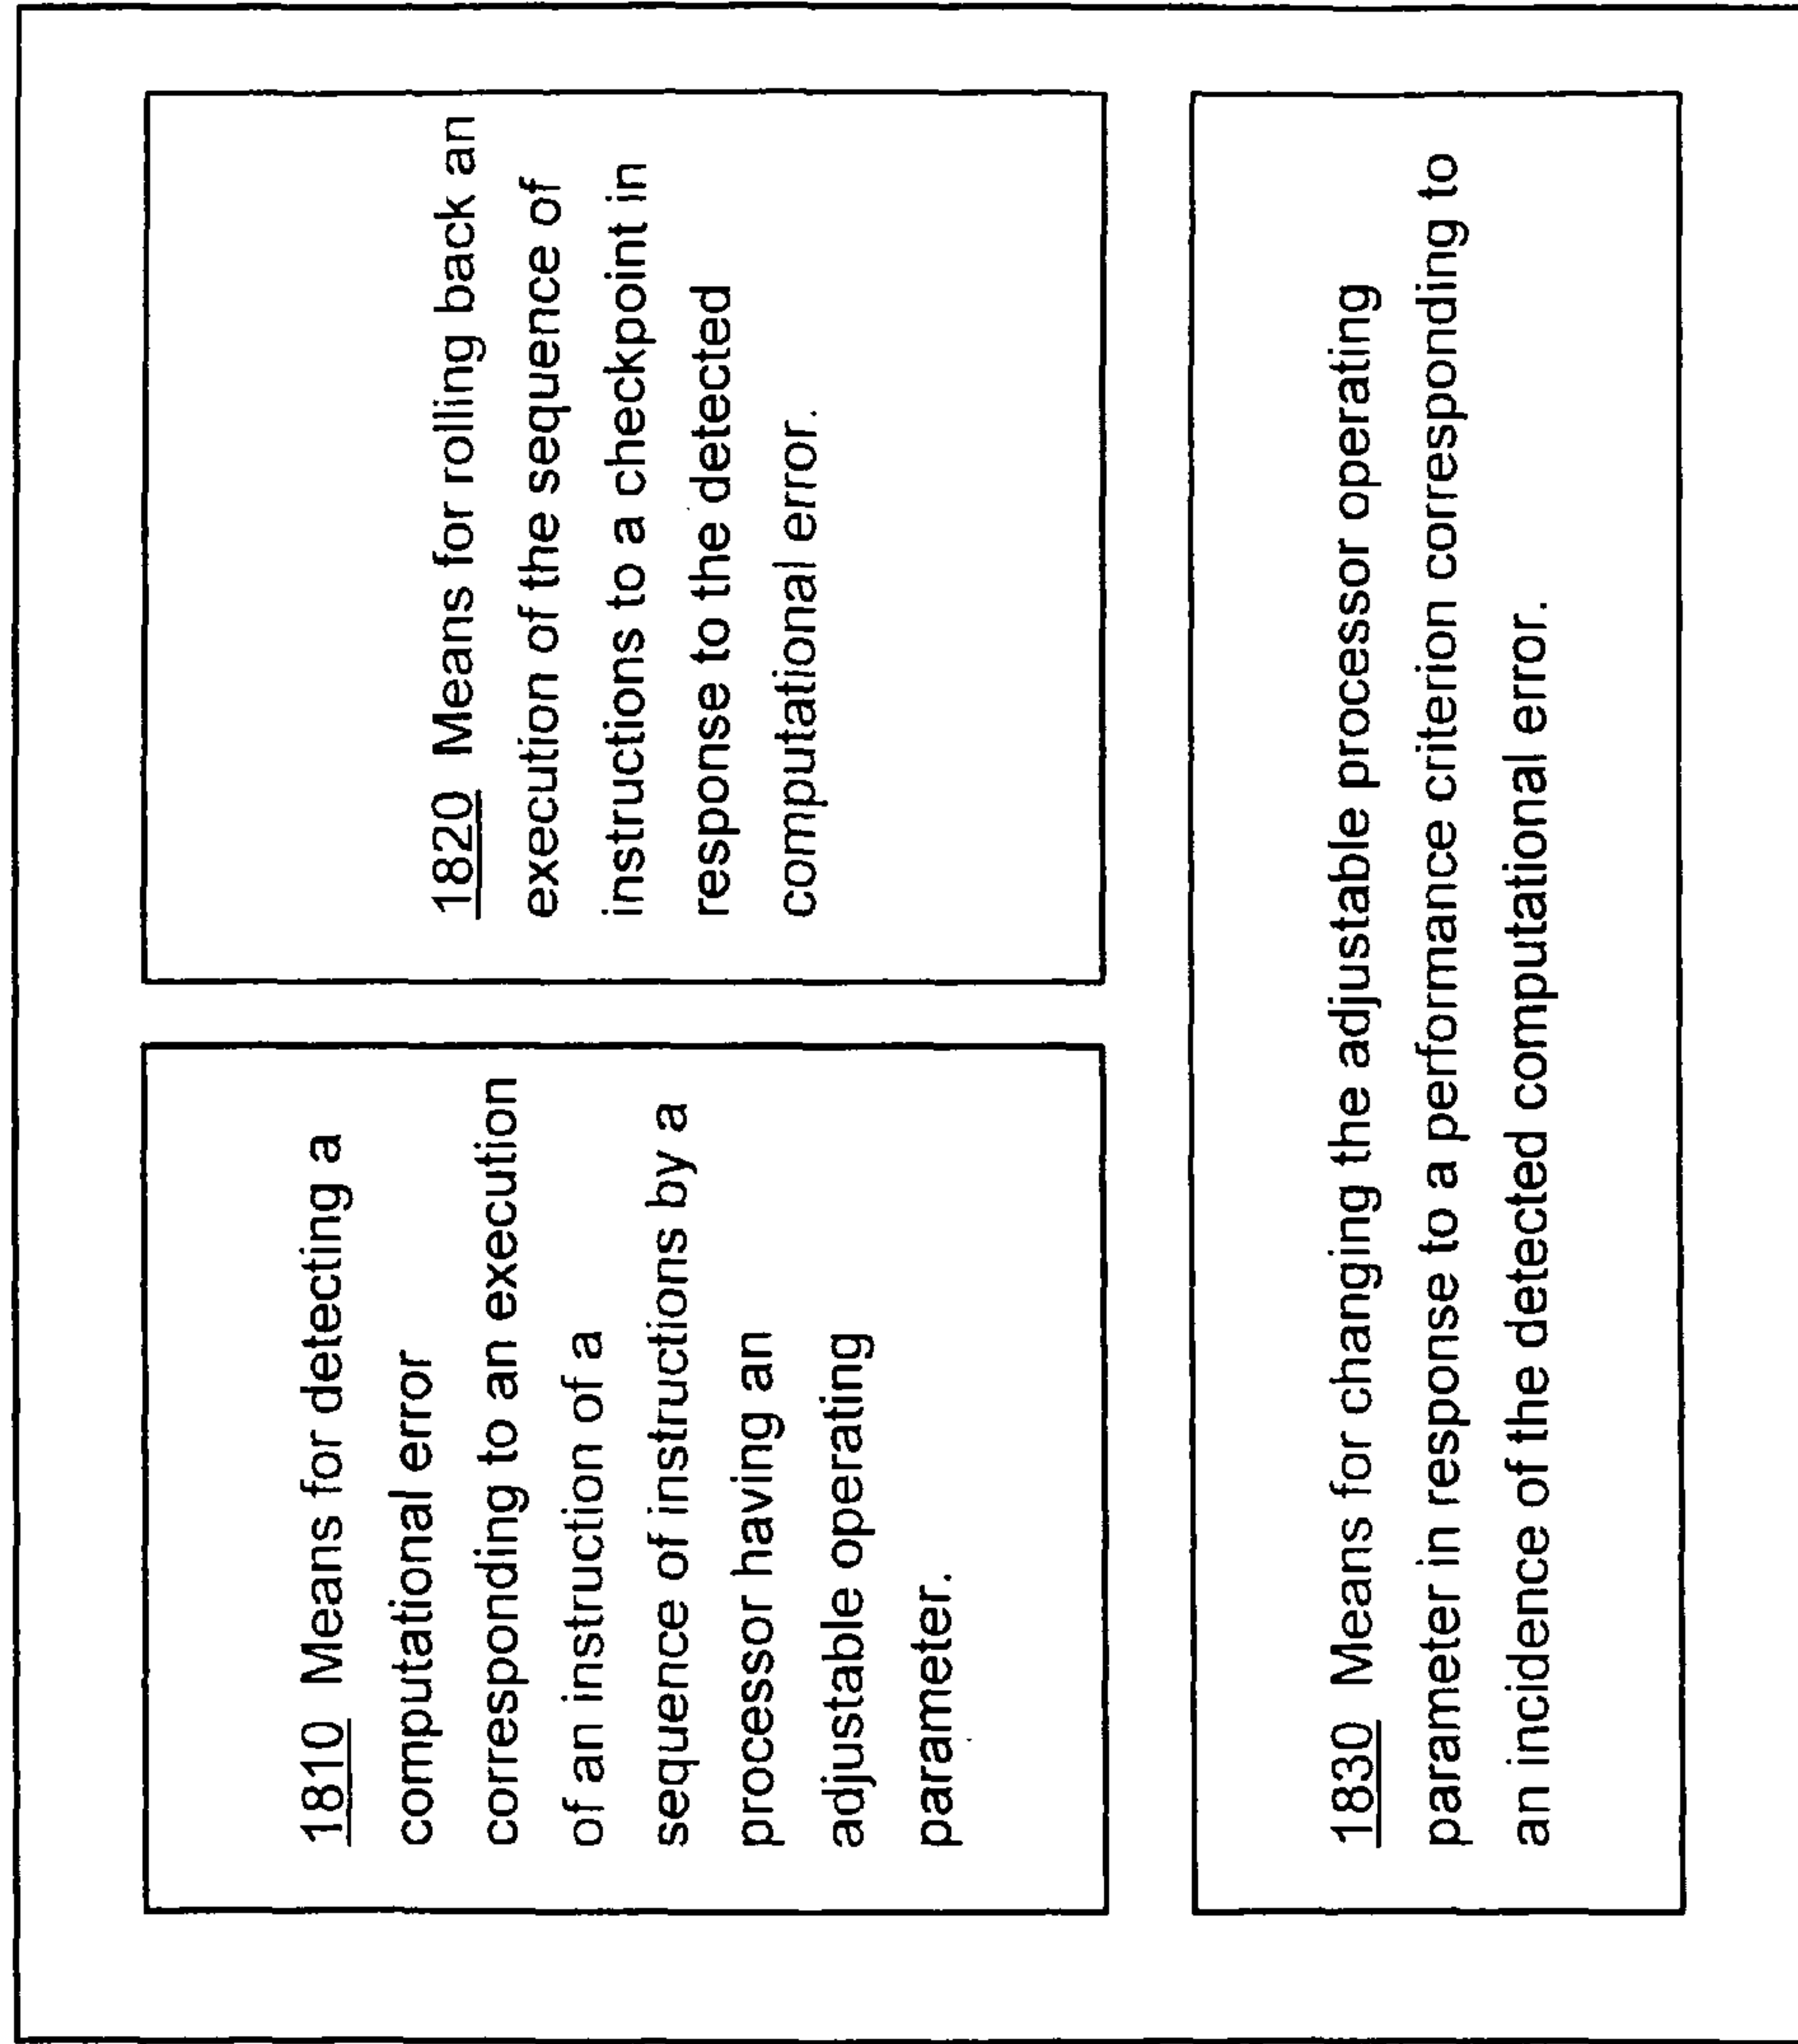 1810 Means for detecting a
computational error
corresponding to an execution
of an instruction of a
sequence of instructions by a
processor having an
adjustable operating
parameter.
1820 Means for rolling back an
execution of the sequence of
instructions to a checkpoint in
response to the detected
computational error.
1830 Means for changing the adjustable processor operating
parameter in response to a performance criterion corresponding to
an incidence of the detected computational error.